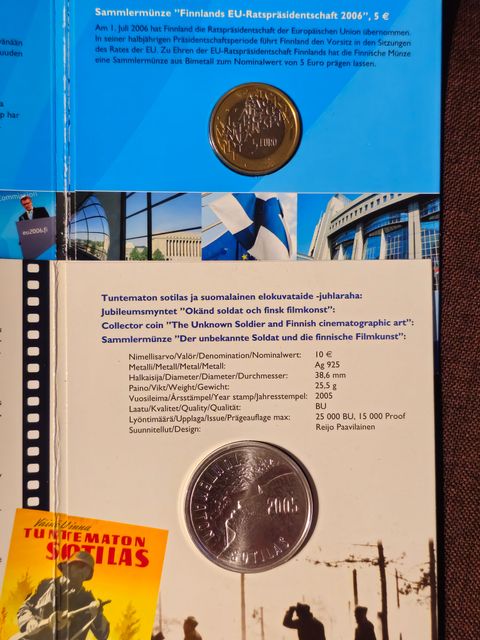 Sammlermünze "Finnlands EU-Ratspräsidentschaft 2006", 5 €
Am 1. Juli 2006 hat Finnland die Ratspräsidentschaft der Europäischen Union übernommen.
In seiner halbjährigen Präsidentschaftsperiode führt Finnland den Vorsitz in den Sitzungen
des Rates der EU. Zu Ehren der EU-Ratspräsidentschaft Finnlands hat die Finnische Münze
eine Sammlermünze aus Bimetall zum Nominalwert von 5 Euro prägen lassen.
5 EURO
Commission
eu2006.fi
Tuntematon sotilas ja suomalainen elokuvataide -juhlaraha:
Jubileumsmyntet "Okänd soldat och finsk filmkonst":
Collector coin "The Unknown Soldier and Finnish cinematographic art":
Sammlermünze "Der unbekannte Soldat und die finnische Filmkunst":
Nimellisarvo/Valör/Denomination/Nominalwert: 10 €
Metalli/Metall/Metal/Metall: Ag 925
Halkaisija/Diameter/Diameter/Durchmesser: 38,6 mm
Paino/Vikt/Weight/Gewicht: 25,5 g
Vuosileima/Årsstämpel/Year stamp/Jahresstempel: 2005
Laatu/Kvalitet/Quality/Qualität: BU
Lyöntimäärä/Upplaga/Issue/Prägeauflage max: 25 000 BU, 15 000 Proof
Suunnitellut/Design: Reijo Paavilainen
TUNTEMATON
2005
SOTILAS
Väinö Linna
TUNTEMATON
SOTILAS